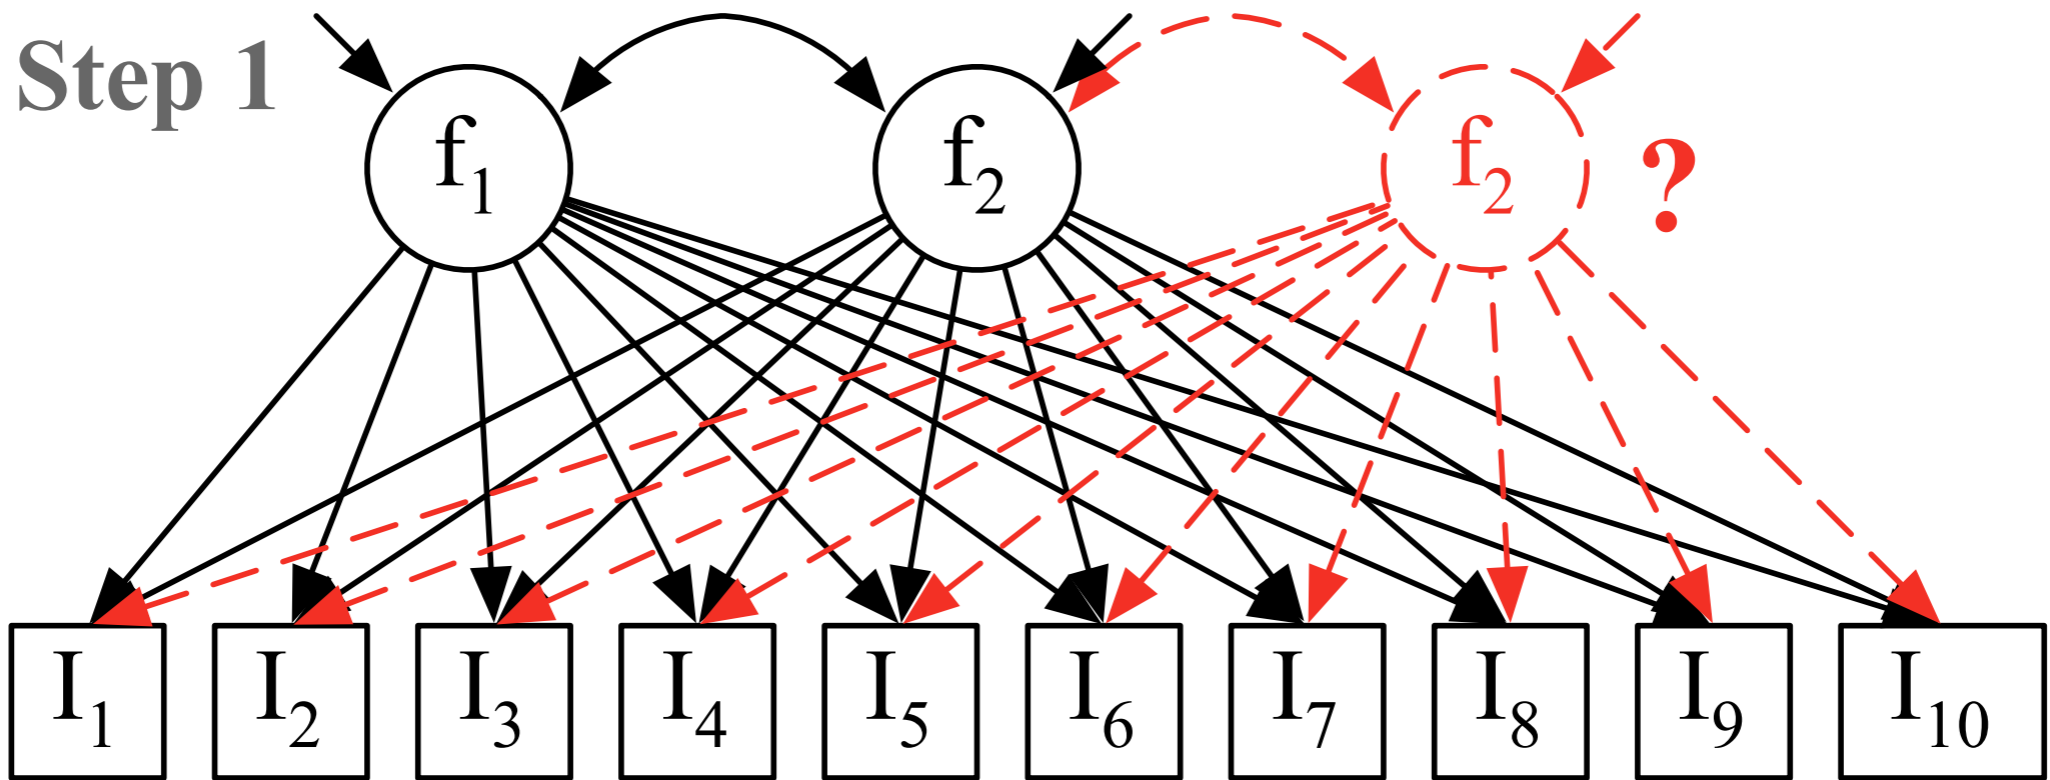 Step 1
f₁ f₂ f₂ ?
I₁ I₂ I₃ I₄ I₅ I₆ I₇ I₈ I₉ I₁₀